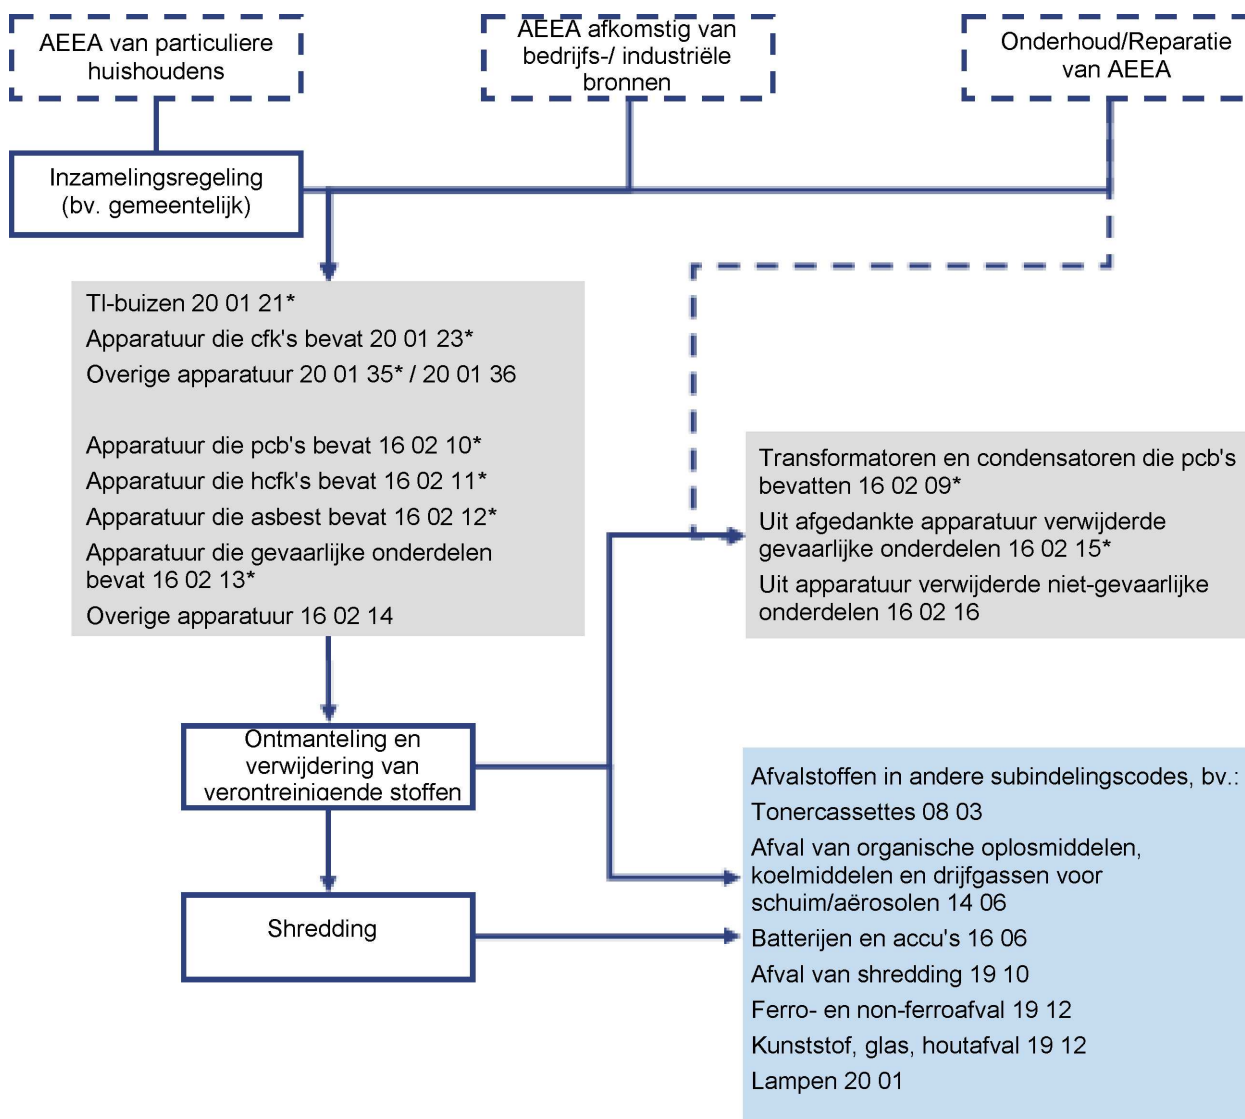 AEEA van particuliere
huishoudens
AEEA afkomstig van
bedrijfs-/ industriële
bronnen
Onderhoud/Reparatie
van AEEA
Inzamelingsregeling
(bv. gemeentelijk)
Tl-buizen 20 01 21*
Apparatuur die cfk's bevat 20 01 23*
Overige apparatuur 20 01 35* / 20 01 36
Apparatuur die pcb's bevat 16 02 10*
Apparatuur die hcfk's bevat 16 02 11*
Apparatuur die asbest bevat 16 02 12*
Apparatuur die gevaarlijke onderdelen
bevat 16 02 13*
Overige apparatuur 16 02 14
Transformatoren en condensatoren die pcb's
bevatten 16 02 09*
Uit afgedankte apparatuur verwijderde
gevaarlijke onderdelen 16 02 15*
Uit apparatuur verwijderde niet-gevaarlijke
onderdelen 16 02 16
Ontmanteling en
verwijdering van
verontreinigende stoffen
Shredding
Afvalstoffen in andere subindelingscodes, bv.:
Tonercassettes 08 03
Afval van organische oplosmiddelen,
koelmiddelen en drijfgassen voor
schuim/aërosolen 14 06
Batterijen en accu's 16 06
Afval van shredding 19 10
Ferro- en non-ferroafval 19 12
Kunststof, glas, houtafval 19 12
Lampen 20 01